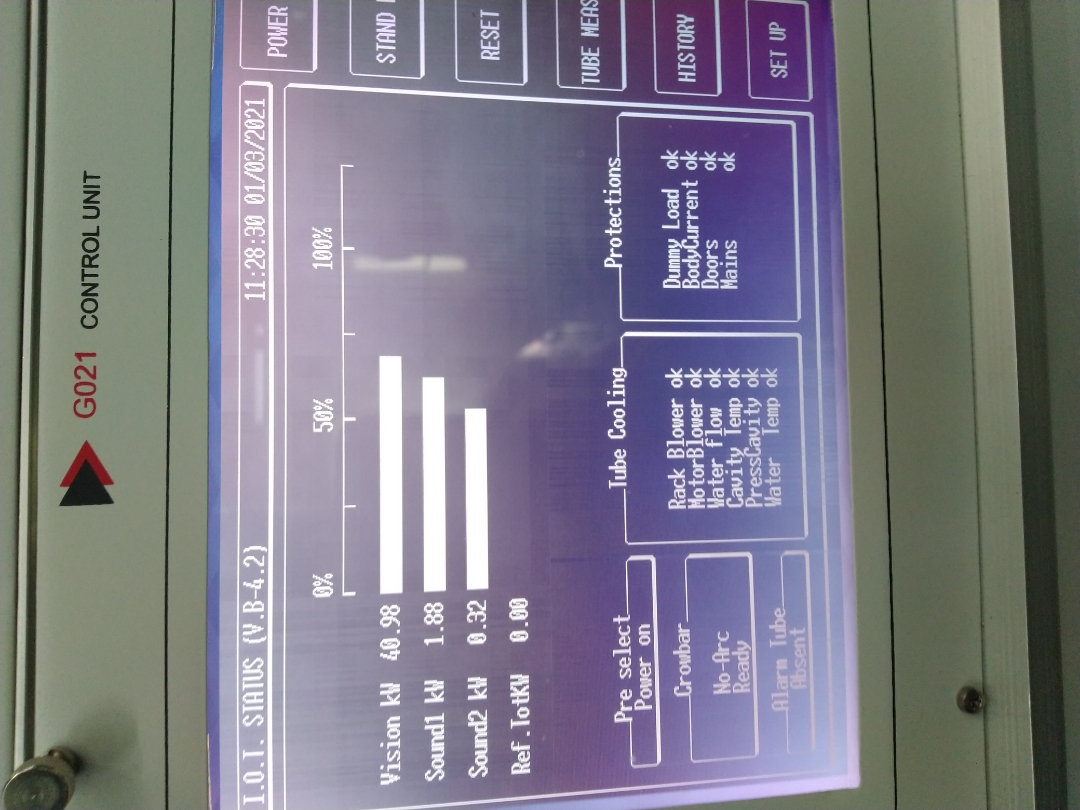 G021 CONTROL UNIT
I.O.T. STATUS (V.B-4.2) 11:28:30 01/03/2021
0% 50% 100%
Vision kW 40.98
Sound1 kW 1.88
Sound2 kW 0.32
Ref.TotKW 0.00
POWER
STAND
RESET
TUBE MEAS
HISTORY
SET UP
Pre select
Power on
Crowbar
No-Arc
Ready
Alarm Tube
Absent
Tube Cooling
Rack Blower ok
MotorBlower ok
Water flow ok
Cavity Temp ok
PressCavity ok
Water Temp ok
Protections
Dummy Load ok
BodyCurrent ok
Doors ok
Mains ok